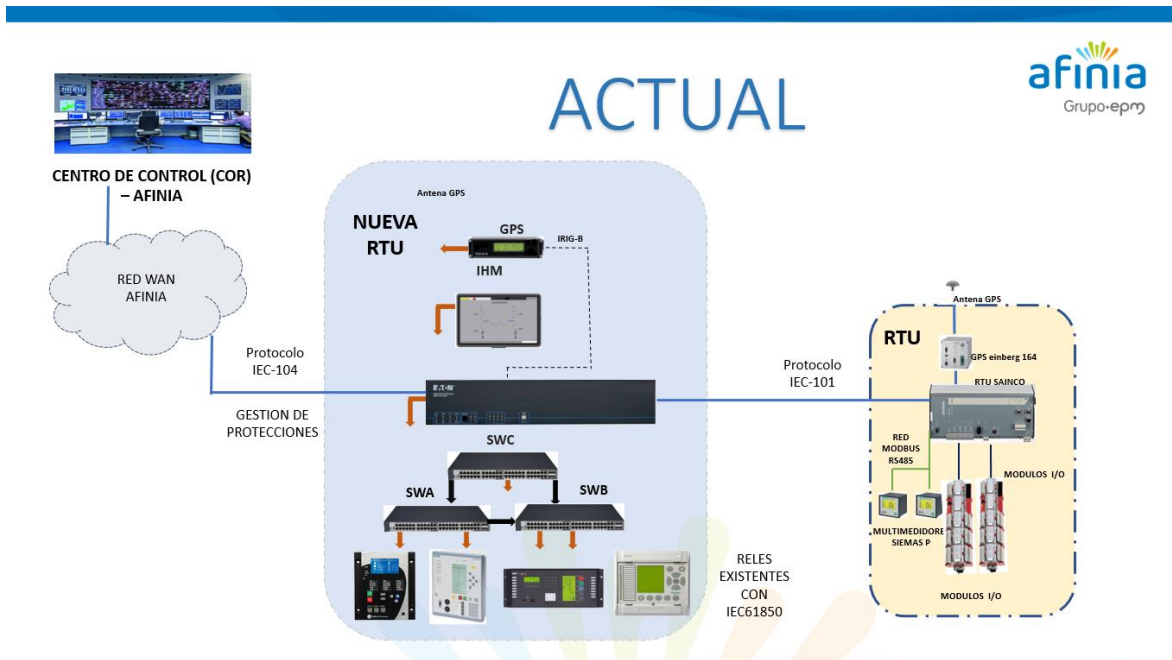 ACTUAL
afinia
Grupo·epm
CENTRO DE CONTROL (COR)
– AFINIA
RED WAN
AFINIA
Protocolo
IEC-104
GESTION DE
PROTECCIONES
Antena GPS
NUEVA
RTU
GPS
IRIG-B
IHM
E·T·N
SWC
SWA
SWB
RELES
EXISTENTES
CON
IEC61850
Protocolo
IEC-101
Antena GPS
RTU
GPS einberg 164
RTU SAINCO
RED
MODBUS
RS485
MODULOS I/O
MULTIMEDIDORE
SIEMAS P
MODULOS I/O